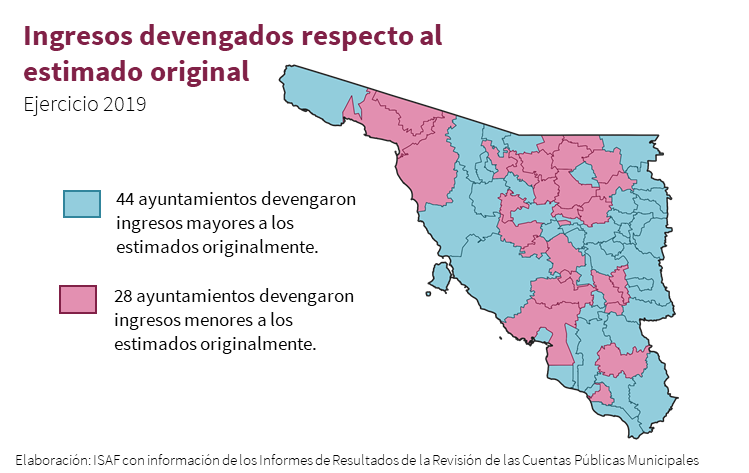 Ingresos devengados respecto al
estimado original
Ejercicio 2019
44 ayuntamientos devengaron
ingresos mayores a los
estimados originalmente.
28 ayuntamientos devengaron
ingresos menores a los
estimados originalmente.
Elaboración: ISAF con información de los Informes de Resultados de la Revisión de las Cuentas Públicas Municipales